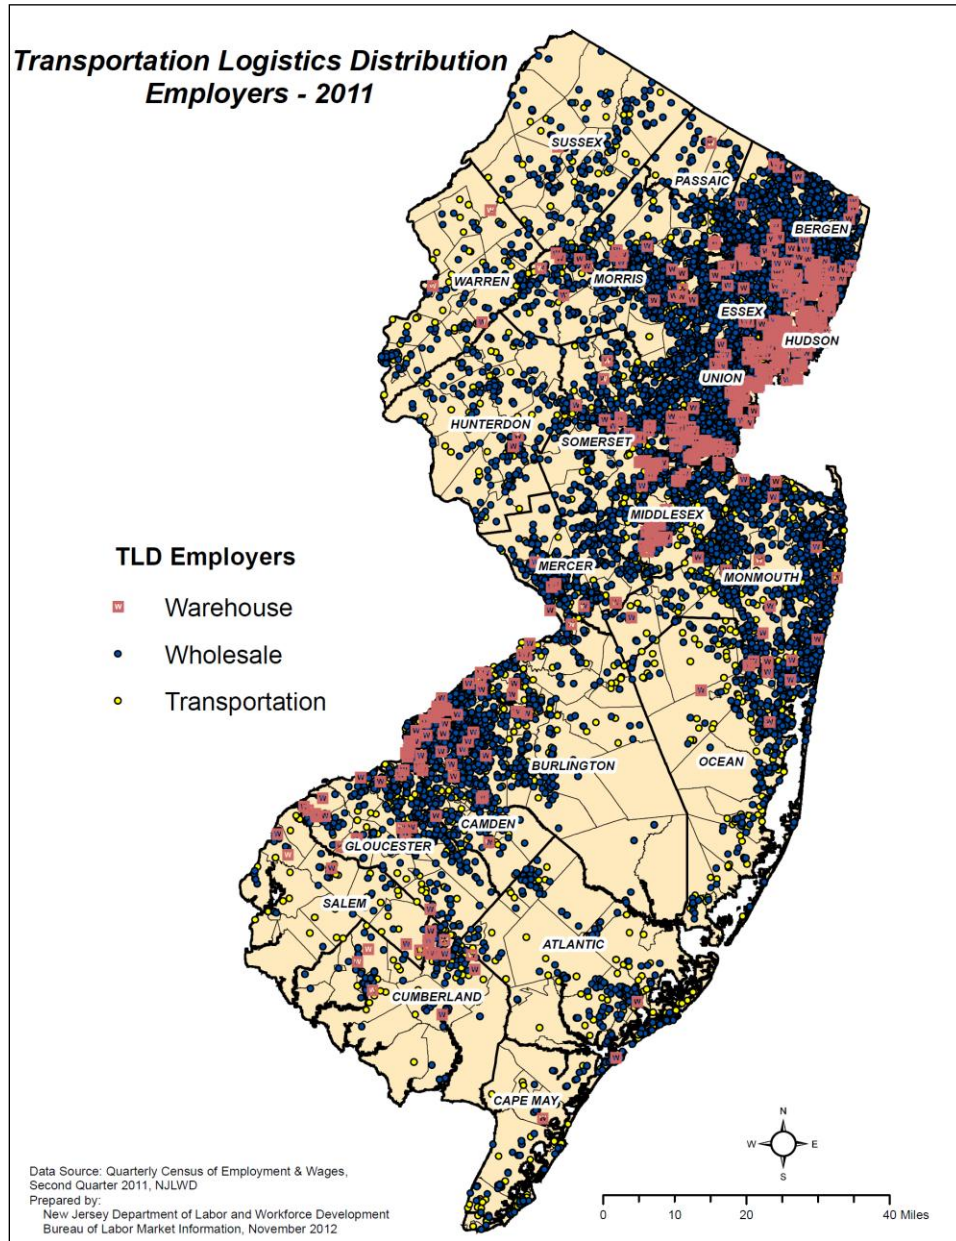 Transportation Logistics Distribution
Employers - 2011
SUSSEX
PASSAIC
BERGEN
WARREN
MORRIS
ESSEX
HUDSON
UNION
HUNTERDON
SOMERSET
MIDDLESEX
MERCER
MONMOUTH
TLD Employers
W Warehouse
Wholesale
Transportation
OCEAN
BURLINGTON
CAMDEN
GLOUCESTER
SALEM
ATLANTIC
CUMBERLAND
CAPE MAY
N
W E
S
Data Source: Quarterly Census of Employment & Wages,
Second Quarter 2011, NJLWD
Prepared by:
New Jersey Department of Labor and Workforce Development
Bureau of Labor Market Information, November 2012
0 10 20 40 Miles